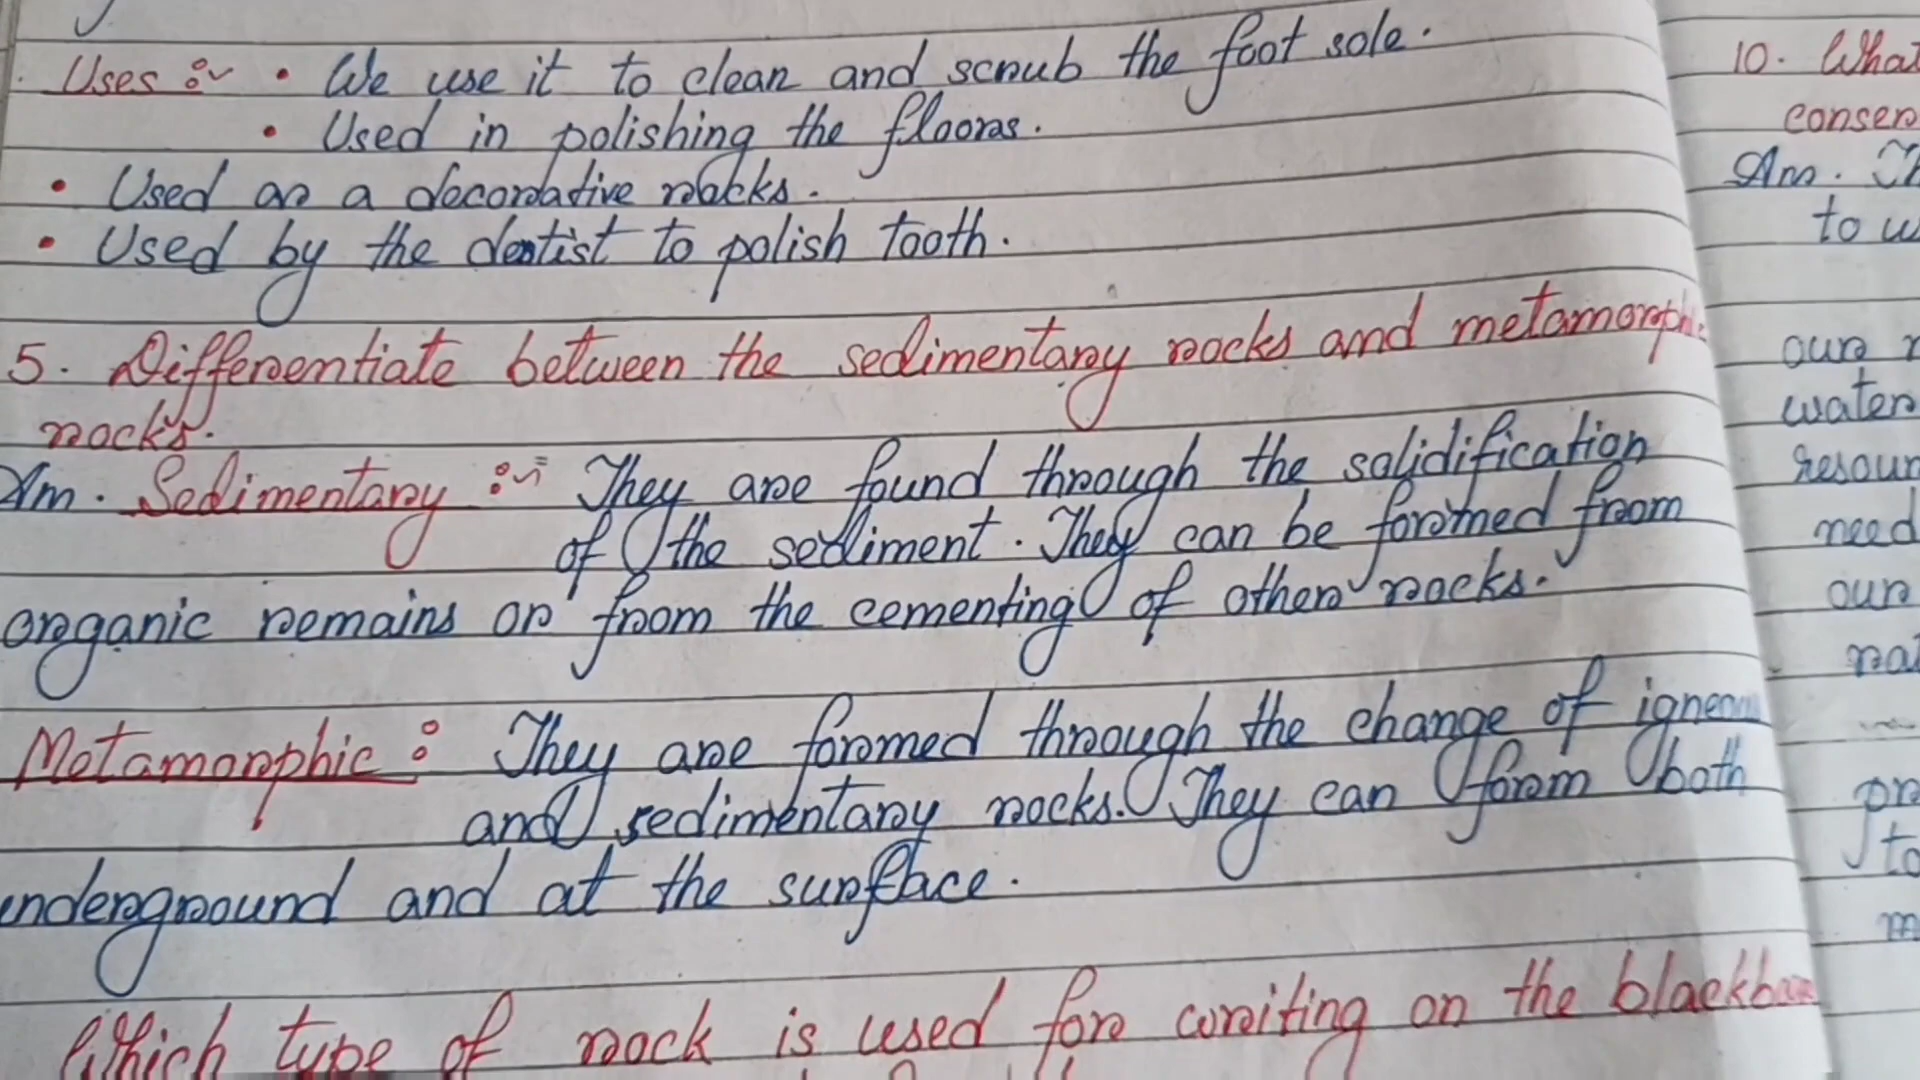 Uses :~ • We use it to clean and scrub the foot sole.
• Used in polishing the floors.
• Used as a decorative rocks.
• Used by the dentist to polish tooth.
5. Differentiate between the sedimentary rocks and metamorphic
rocks.
Ans. Sedimentary :~ They are found through the solidification
of the sediment. They can be formed from
organic remains or from the cementing of other rocks.
Metamorphic : They are formed through the change of igneous
and sedimentary rocks. They can form both
underground and at the surface.
Which type of rock is used for writing on the
10. What
conser
Ans. Th
to w
our r
water
resour
need
our
nat
pr
to
m